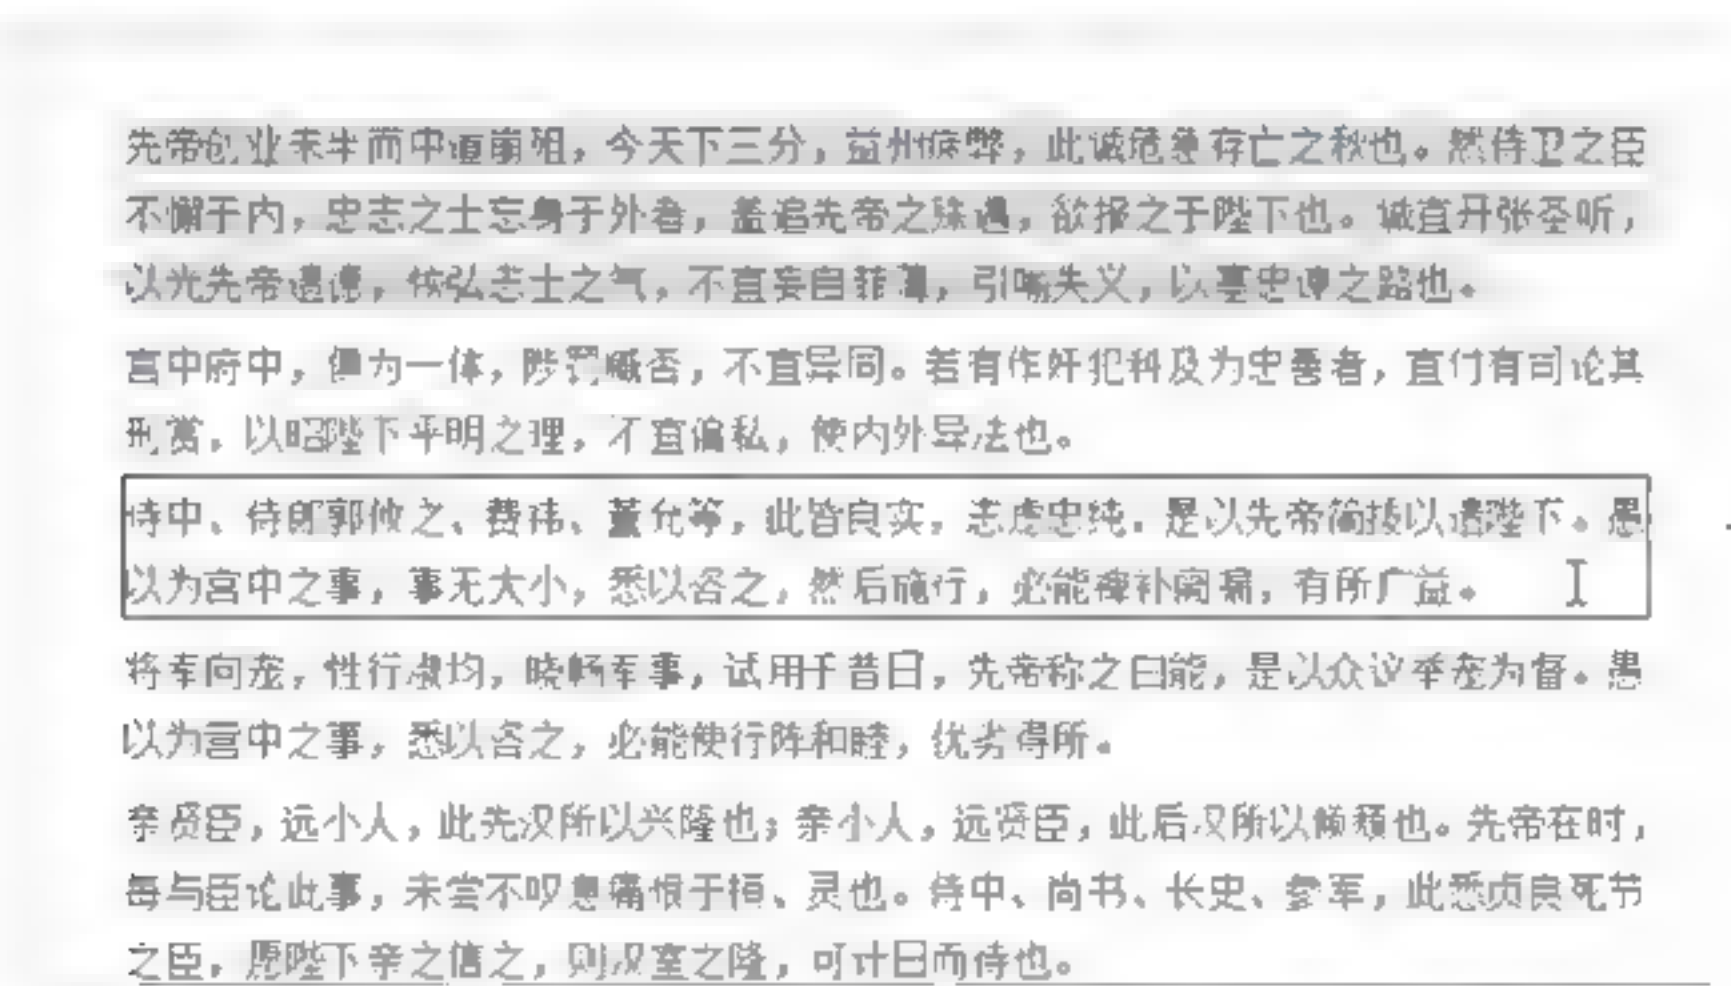 先帝创业未半而中道崩殂，今天下三分，益州疲弊，此诚危急存亡之秋也。然侍卫之臣
不懈于内，忠志之士忘身于外者，盖追先帝之殊遇，欲报之于陛下也。诚宜开张圣听，
以光先帝遗德，恢弘志士之气，不宜妄自菲薄，引喻失义，以塞忠谏之路也。
宫中府中，俱为一体，陟罚臧否，不宜异同。若有作奸犯科及为忠善者，宜付有司论其
刑赏，以昭陛下平明之理，不宜偏私，使内外异法也。
侍中、侍郎郭攸之、费祎、董允等，此皆良实，志虑忠纯，是以先帝简拔以遗陛下。愚
以为宫中之事，事无大小，悉以咨之，然后施行，必能裨补阙漏，有所广益。
将军向宠，性行淑均，晓畅军事，试用于昔日，先帝称之曰能，是以众议举宠为督。愚
以为营中之事，悉以咨之，必能使行阵和睦，优劣得所。
亲贤臣，远小人，此先汉所以兴隆也；亲小人，远贤臣，此后汉所以倾颓也。先帝在时，
每与臣论此事，未尝不叹息痛恨于桓、灵也。侍中、尚书、长史、参军，此悉贞良死节
之臣，愿陛下亲之信之，则汉室之隆，可计日而待也。